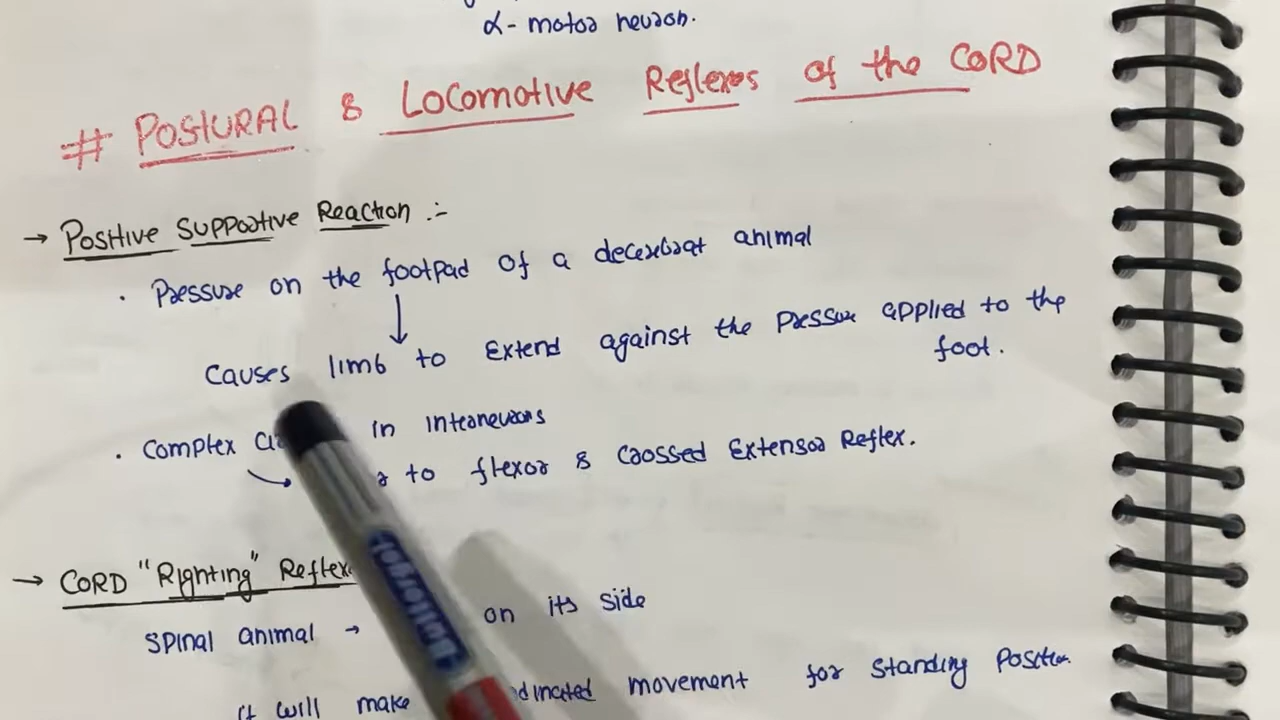 α- motor neuron.
# POSTURAL & LOCOMOTIVE Reflexes of the CORD
→ Positive Supportive Reaction :-
· Pressure on the footpad of a decerebrat animal
↓
Causes limb to Extend against the Pressure applied to the
foot.
· Complex in interneurons
to flexor & Crossed Extensor Reflex.
→ CORD "Righting" Reflex
Spinal animal → on its side
It will make movement for Standing Position.
Buttorgel